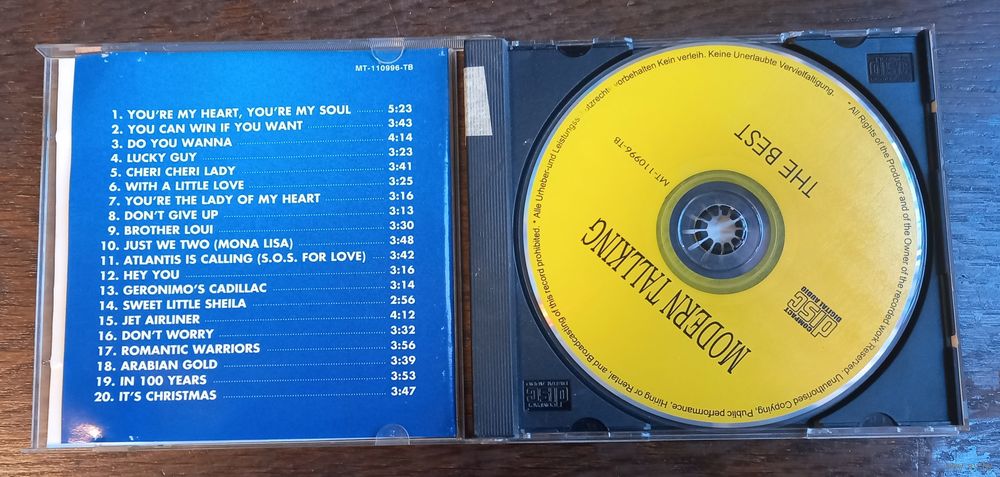 MT-110996-TB
1. YOU'RE MY HEART, YOU'RE MY SOUL 5:23
2. YOU CAN WIN IF YOU WANT 3:43
3. DO YOU WANNA 4:14
4. LUCKY GUY 3:23
5. CHERI CHERI LADY 3:41
6. WITH A LITTLE LOVE 3:25
7. YOU'RE THE LADY OF MY HEART 3:16
8. DON'T GIVE UP 3:13
9. BROTHER LOUI 3:30
10. JUST WE TWO (MONA LISA) 3:48
11. ATLANTIS IS CALLING (S.O.S. FOR LOVE) 3:42
12. HEY YOU 3:16
13. GERONIMO'S CADILLAC 3:14
14. SWEET LITTLE SHEILA 2:56
15. JET AIRLINER 4:12
16. DON'T WORRY 3:32
17. ROMANTIC WARRIORS 3:56
18. ARABIAN GOLD 3:39
19. IN 100 YEARS 3:53
20. IT'S CHRISTMAS 3:47
MODERN TALLKING
THE BEST
MT-110996-TB
COMPACT
disc
DIGITAL AUDIO
* All Rights of the Producer and of the Owner of the recorded work Reserved. Unauthorised Copying, Public performance, Hiring or Rental, and Broadcasting of this record prohibited. * Alle Urheber-und Leistungsschutzrechte vorbehalten Kein verleih. Keine Unerlaubte Vervielfaltigung.
COMPACT
disc